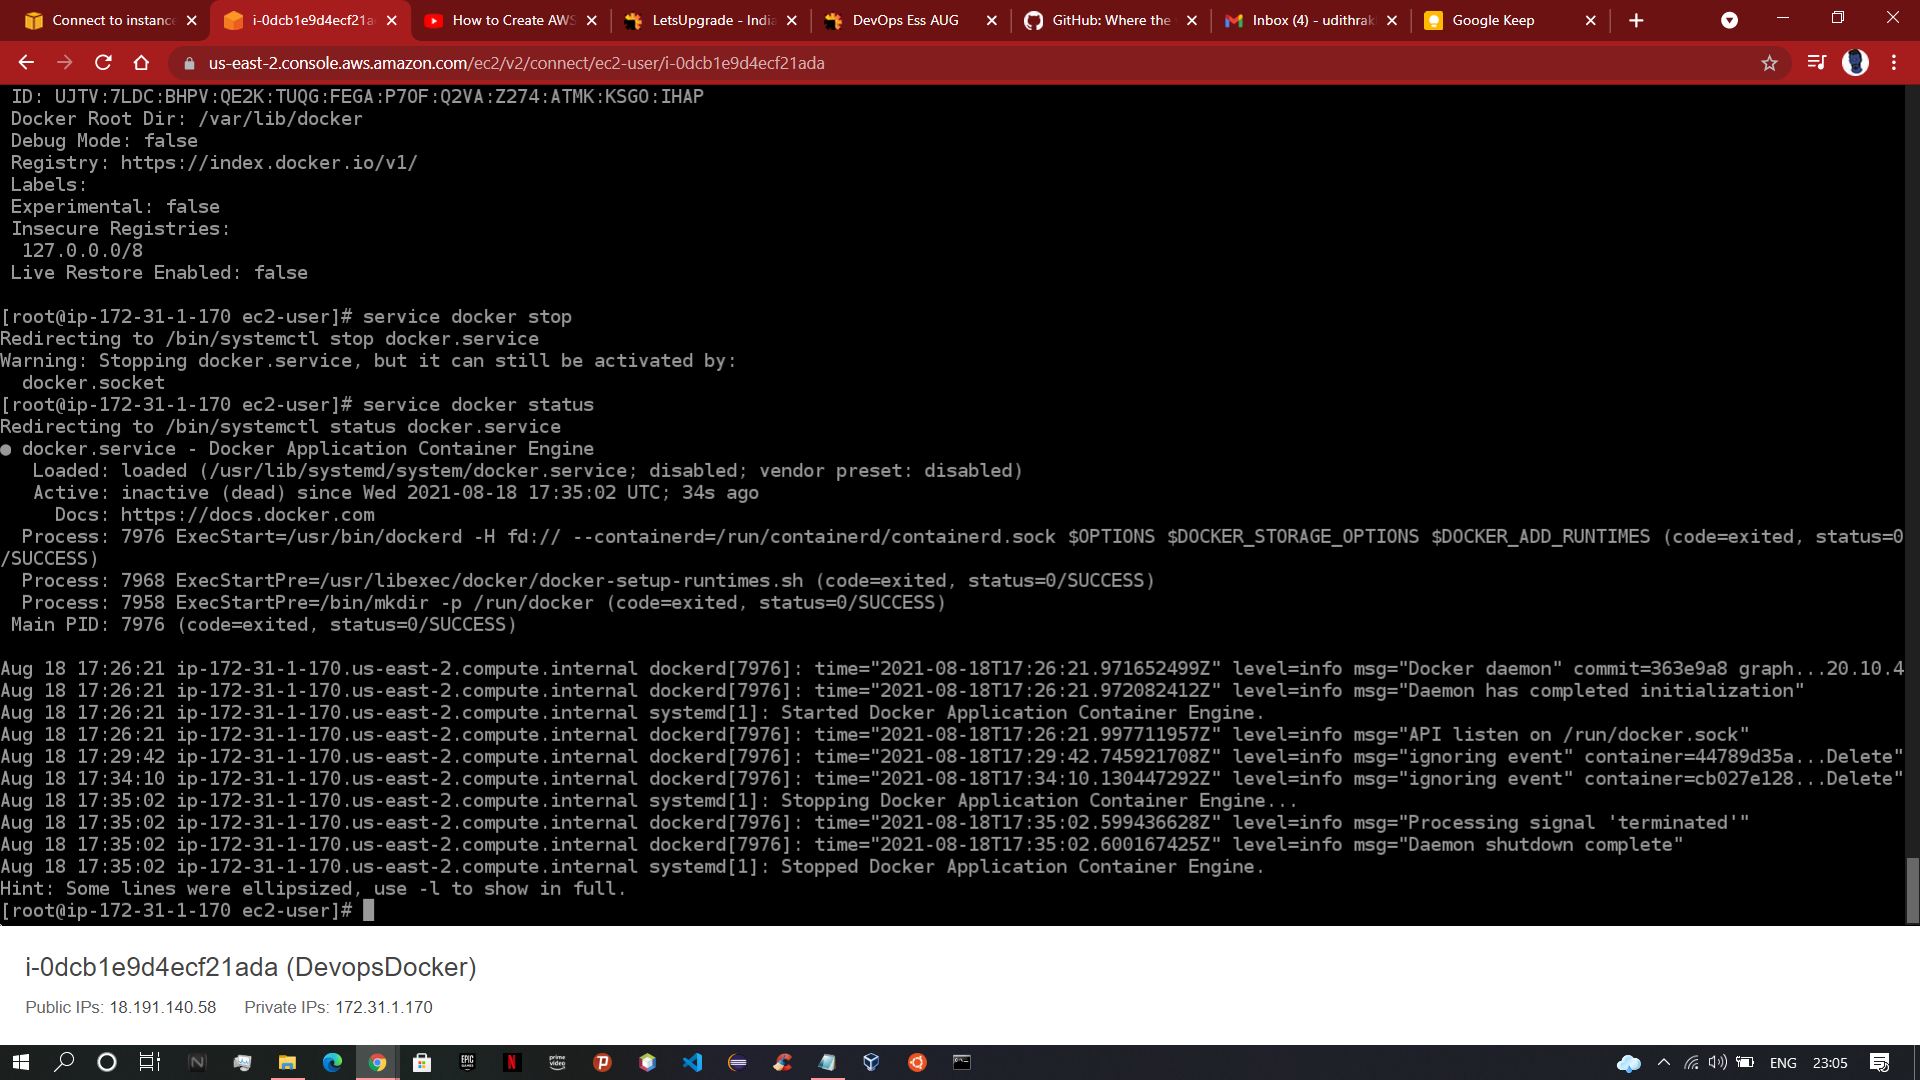 Connect to instance
i-0dcb1e9d4ecf21a
How to Create AWS
LetsUpgrade - India
DevOps Ess AUG
GitHub: Where the
Inbox (4) - udithrak
Google Keep
us-east-2.console.aws.amazon.com/ec2/v2/connect/ec2-user/i-0dcb1e9d4ecf21ada
ID: UJTV:7LDC:BHPV:QE2K:TUQG:FEGA:P7OF:Q2VA:Z274:ATMK:KSGO:IHAP
Docker Root Dir: /var/lib/docker
Debug Mode: false
Registry: https://index.docker.io/v1/
Labels:
Experimental: false
Insecure Registries:
127.0.0.0/8
Live Restore Enabled: false
[root@ip-172-31-1-170 ec2-user]# service docker stop
Redirecting to /bin/systemctl stop docker.service
Warning: Stopping docker.service, but it can still be activated by:
docker.socket
[root@ip-172-31-1-170 ec2-user]# service docker status
Redirecting to /bin/systemctl status docker.service
● docker.service - Docker Application Container Engine
Loaded: loaded (/usr/lib/systemd/system/docker.service; disabled; vendor preset: disabled)
Active: inactive (dead) since Wed 2021-08-18 17:35:02 UTC; 34s ago
Docs: https://docs.docker.com
Process: 7976 ExecStart=/usr/bin/dockerd -H fd:// --containerd=/run/containerd/containerd.sock $OPTIONS $DOCKER_STORAGE_OPTIONS $DOCKER_ADD_RUNTIMES (code=exited, status=0
/SUCCESS)
Process: 7968 ExecStartPre=/usr/libexec/docker/docker-setup-runtimes.sh (code=exited, status=0/SUCCESS)
Process: 7958 ExecStartPre=/bin/mkdir -p /run/docker (code=exited, status=0/SUCCESS)
Main PID: 7976 (code=exited, status=0/SUCCESS)
Aug 18 17:26:21 ip-172-31-1-170.us-east-2.compute.internal dockerd[7976]: time="2021-08-18T17:26:21.971652499Z" level=info msg="Docker daemon" commit=363e9a8 graph...20.10.4
Aug 18 17:26:21 ip-172-31-1-170.us-east-2.compute.internal dockerd[7976]: time="2021-08-18T17:26:21.972082412Z" level=info msg="Daemon has completed initialization"
Aug 18 17:26:21 ip-172-31-1-170.us-east-2.compute.internal systemd[1]: Started Docker Application Container Engine.
Aug 18 17:26:21 ip-172-31-1-170.us-east-2.compute.internal dockerd[7976]: time="2021-08-18T17:26:21.997711957Z" level=info msg="API listen on /run/docker.sock"
Aug 18 17:29:42 ip-172-31-1-170.us-east-2.compute.internal dockerd[7976]: time="2021-08-18T17:29:42.745921708Z" level=info msg="ignoring event" container=44789d35a...Delete"
Aug 18 17:34:10 ip-172-31-1-170.us-east-2.compute.internal dockerd[7976]: time="2021-08-18T17:34:10.130447292Z" level=info msg="ignoring event" container=cb027e128...Delete"
Aug 18 17:35:02 ip-172-31-1-170.us-east-2.compute.internal systemd[1]: Stopping Docker Application Container Engine...
Aug 18 17:35:02 ip-172-31-1-170.us-east-2.compute.internal dockerd[7976]: time="2021-08-18T17:35:02.599436628Z" level=info msg="Processing signal 'terminated'"
Aug 18 17:35:02 ip-172-31-1-170.us-east-2.compute.internal dockerd[7976]: time="2021-08-18T17:35:02.600167425Z" level=info msg="Daemon shutdown complete"
Aug 18 17:35:02 ip-172-31-1-170.us-east-2.compute.internal systemd[1]: Stopped Docker Application Container Engine.
Hint: Some lines were ellipsized, use -l to show in full.
[root@ip-172-31-1-170 ec2-user]#
i-0dcb1e9d4ecf21ada (DevopsDocker)
Public IPs: 18.191.140.58 Private IPs: 172.31.1.170
ENG 23:05